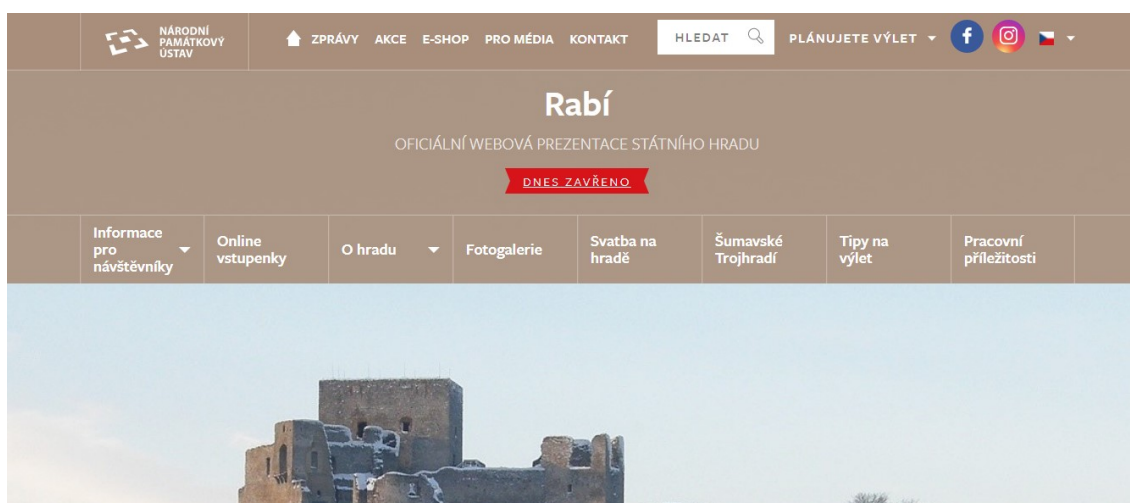 NÁRODNÍ
PAMÁTKOVÝ
ÚSTAV
ZPRÁVY AKCE E-SHOP PRO MÉDIA KONTAKT HLEDAT PLÁNUJETE VÝLET
Rabí
OFICIÁLNÍ WEBOVÁ PREZENTACE STÁTNÍHO HRADU
DNES ZAVŘENO
Informace
pro
návštěvníky
Online
vstupenky
O hradu
Fotogalerie
Svatba na
hradě
Šumavské
Trojhradí
Tipy na
výlet
Pracovní
příležitosti